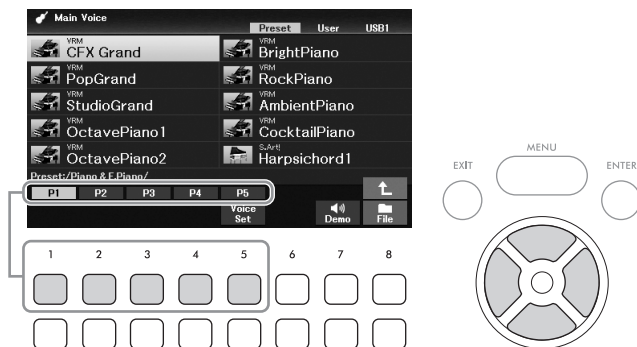 Main Voice
Preset User USB1
VRM
CFX Grand
VRM
BrightPiano
VRM
PopGrand
VRM
RockPiano
VRM
StudioGrand
VRM
AmbientPiano
VRM
OctavePiano1
VRM
CocktailPiano
VRM
OctavePiano2
S.Art!
Harpsichord1
Preset:/Piano & E.Piano/
P1 P2 P3 P4 P5
Voice
Set
Demo
File
1 2 3 4 5 6 7 8
EXIT
MENU
ENTER